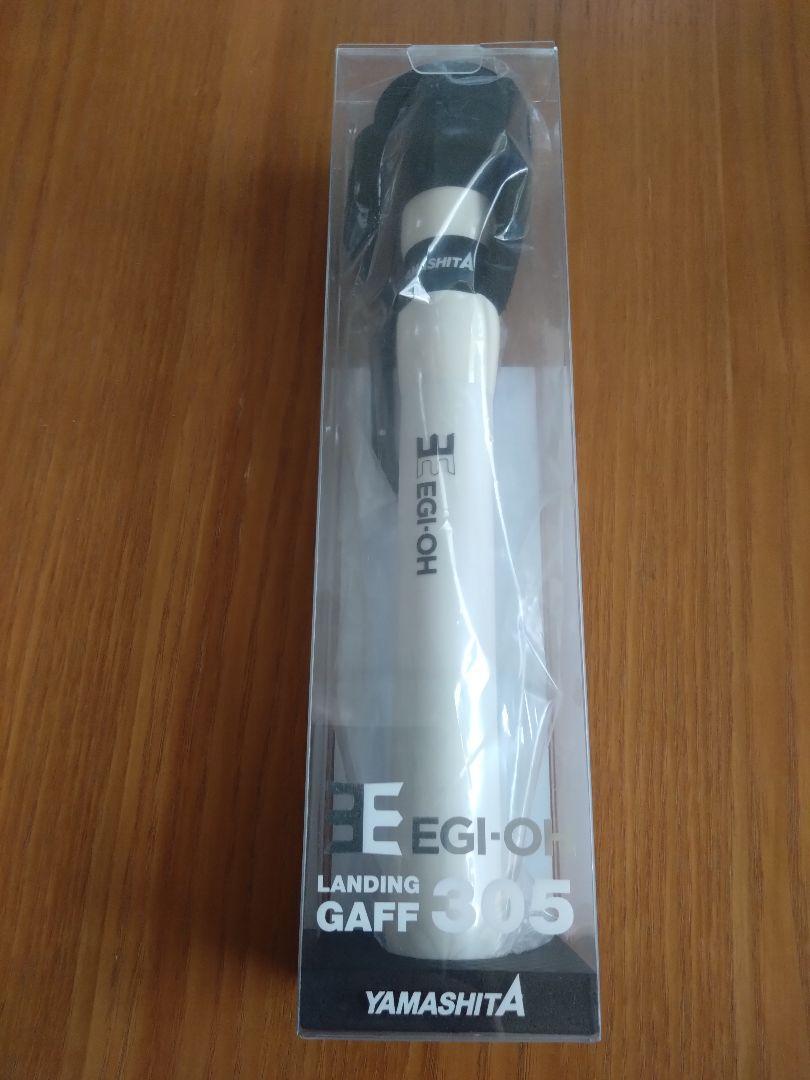 YAMASHITA
EGI-OH
EGI-OH
LANDING
GAFF 305
YAMASHITA